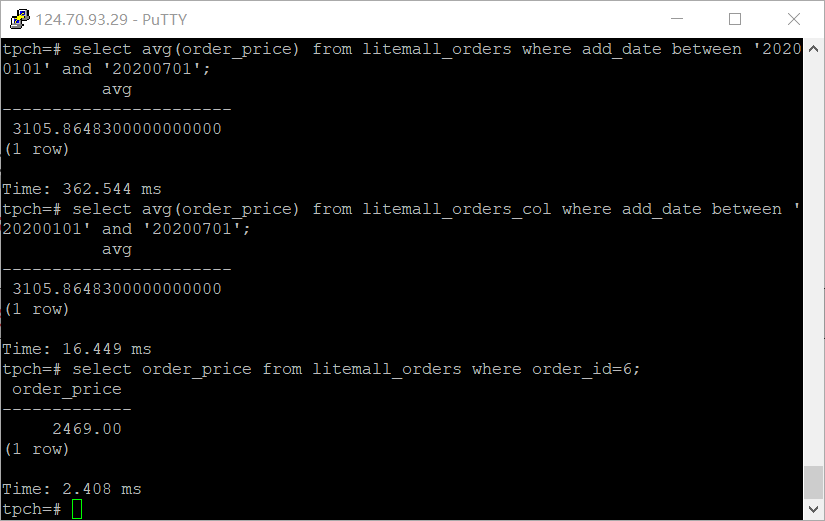 124.70.93.29 - PuTTY
tpch=# select avg(order_price) from litemall_orders where add_date between '2020
0101' and '20200701';
avg
-----------------------
3105.8648300000000000
(1 row)
Time: 362.544 ms
tpch=# select avg(order_price) from litemall_orders_col where add_date between '
20200101' and '20200701';
avg
-----------------------
3105.8648300000000000
(1 row)
Time: 16.449 ms
tpch=# select order_price from litemall_orders where order_id=6;
order_price
-------------
2469.00
(1 row)
Time: 2.408 ms
tpch=#